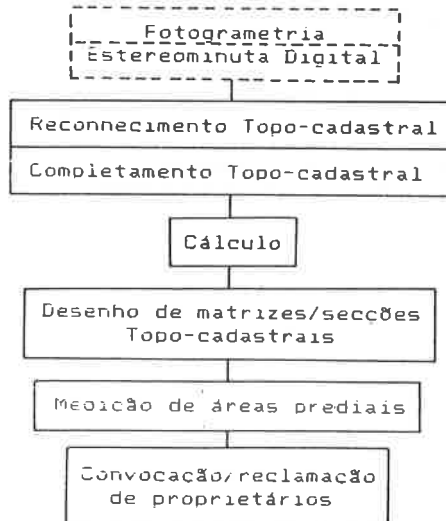 Fotogrametria
Estereominuta Digital
Reconnecimento Topo-cadastral
Completamento Topo-cadastral
Cálculo
Desenho de matrizes/secções
Topo-cadastrais
Medição de áreas prediais
Convocação/reclamação
de proprietários